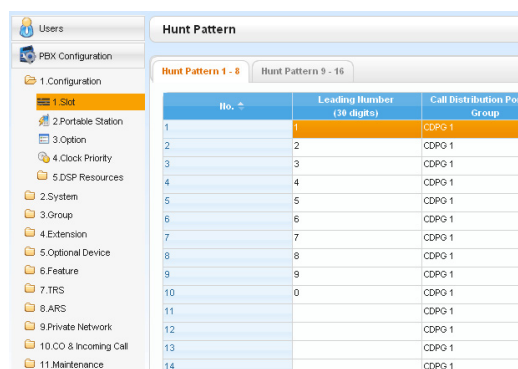 Users
Hunt Pattern
PBX Configuration
Hunt Pattern 1 - 8
Hunt Pattern 9 - 16
1.Configuration
1.Slot
2.Portable Station
3.Option
4.Clock Priority
5.DSP Resources
2.System
3.Group
4.Extension
5.Optional Device
6.Feature
7.TRS
8.ARS
9.Private Network
10.CO & Incoming Call
11.Maintenance
No. Leading Number (30 digits) Call Distribution Po Group
1 1 CDPG 1
2 2 CDPG 1
3 3 CDPG 1
4 4 CDPG 1
5 5 CDPG 1
6 6 CDPG 1
7 7 CDPG 1
8 8 CDPG 1
9 9 CDPG 1
10 0 CDPG 1
11 CDPG 1
12 CDPG 1
13 CDPG 1
14 CDPG 1